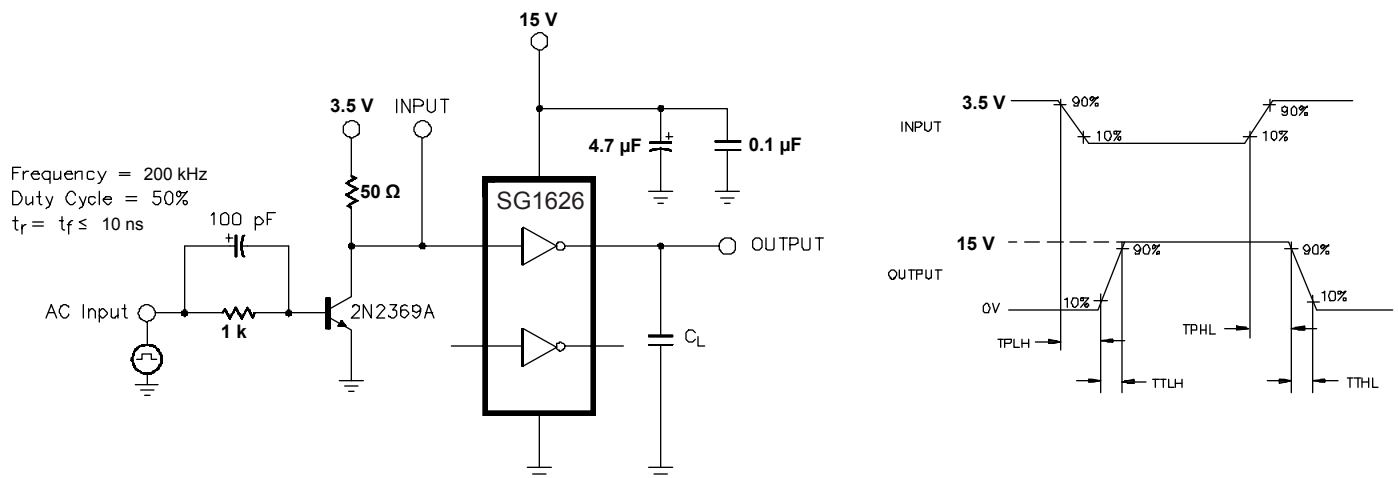 15 V
3.5 V
INPUT
4.7 µF
+
0.1 µF
Frequency = 200 kHz
Duty Cycle = 50%
tr = tf ≤ 10 ns
50 Ω
SG1626
100 pF
+
OUTPUT
AC Input
1 k
2N2369A
CL
3.5 V
90%
90%
INPUT
10%
10%
15 V
90%
90%
OUTPUT
10%
10%
0V
TPHL
TPLH
TTLH
TTHL